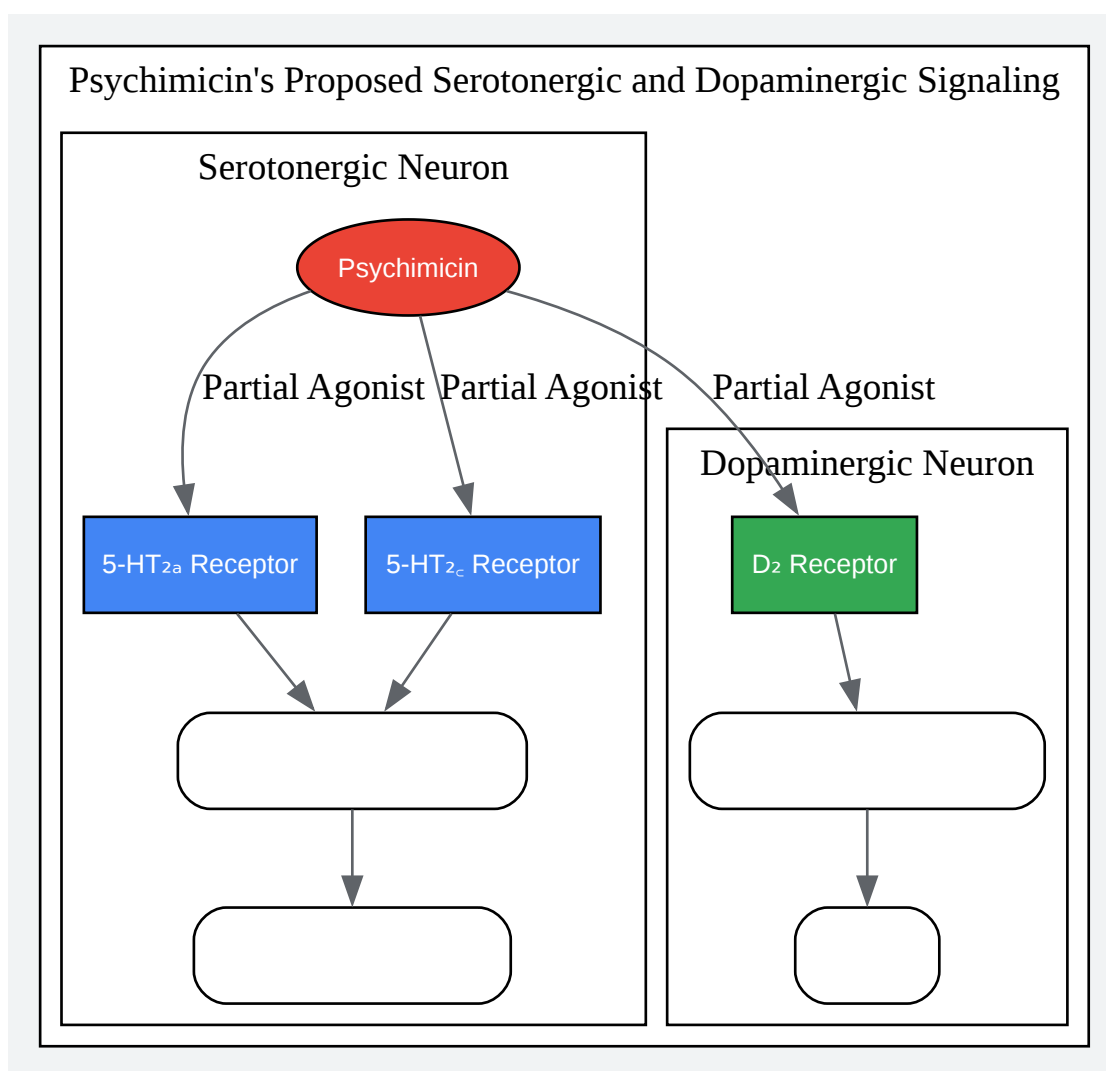 Psychimicin's Proposed Serotonergic and Dopaminergic Signaling
Serotonergic Neuron
Psychimicin
Partial Agonist
Partial Agonist
Partial Agonist
Dopaminergic Neuron
5-HT₂ₐ Receptor
5-HT₂꜀ Receptor
D₂ Receptor